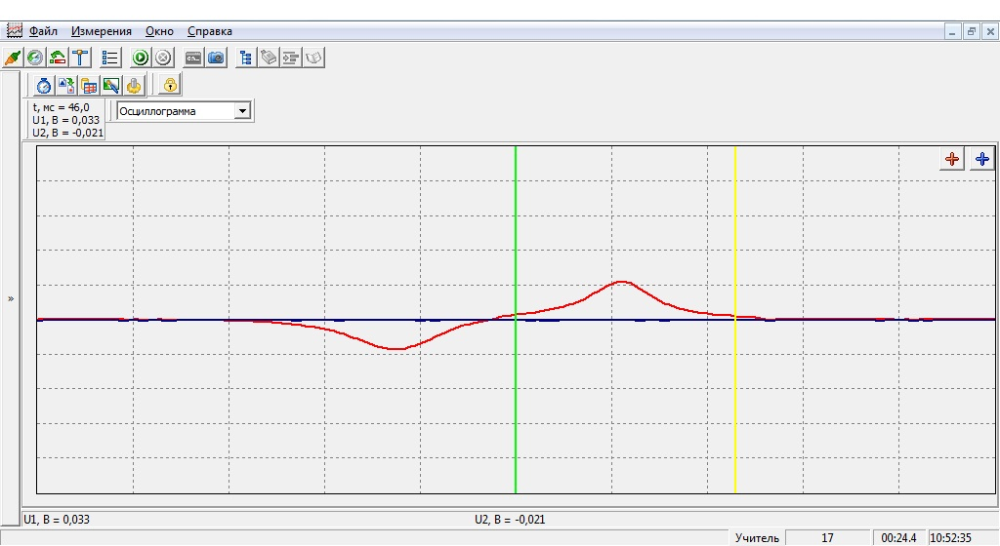 Файл Измерения Окно Справка
t, мс = 46,0
U1, В = 0,033
U2, В = -0,021
Осциллограмма
»
U1, В = 0,033 U2, В = -0,021
Учитель 17 00:24.4 10:52:35